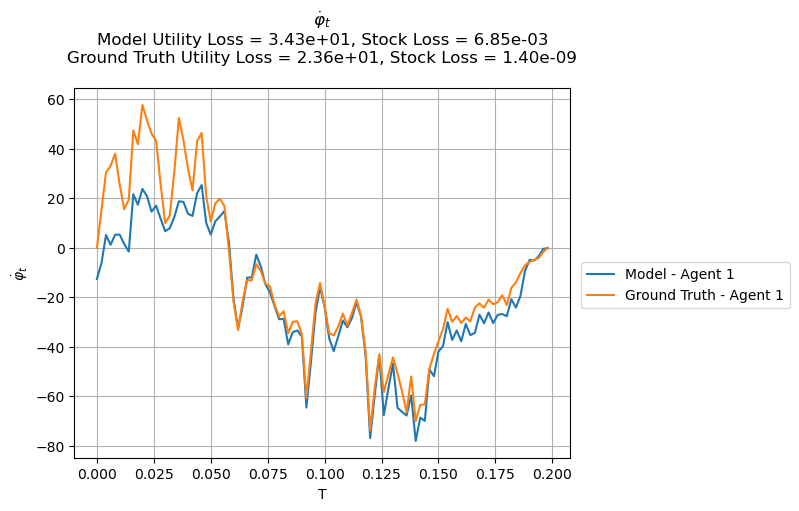 φ̇ₜ
Model Utility Loss = 3.43e+01, Stock Loss = 6.85e-03
Ground Truth Utility Loss = 2.36e+01, Stock Loss = 1.40e-09
60
40
20
0
−20
−40
−60
−80
φ̇ₜ
0.000 0.025 0.050 0.075 0.100 0.125 0.150 0.175 0.200
T
Model - Agent 1
Ground Truth - Agent 1